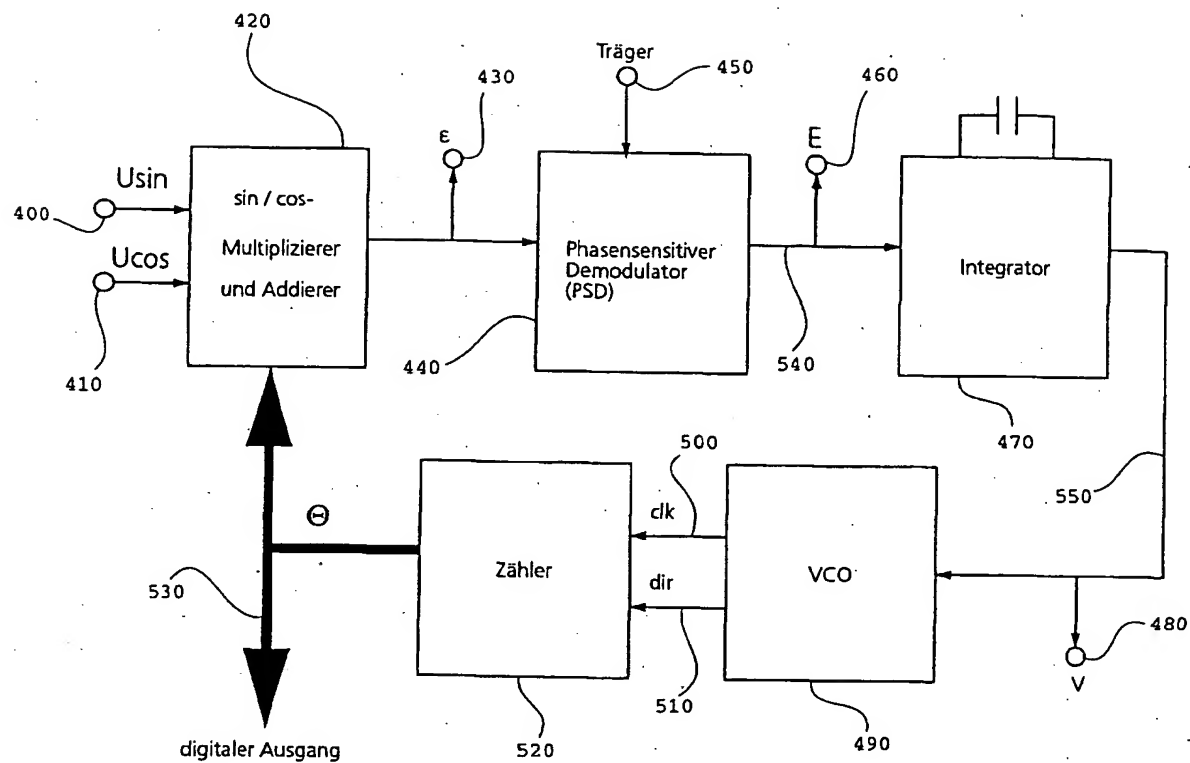 420
Träger
450
430
460
ε
E
Usin
400
sin / cos-
Multiplizierer
und Addierer
Ucos
410
Phasensensitiver
Demodulator
(PSD)
440
540
Integrator
470
550
500
clk
Θ
530
Zähler
VCO
dir
510
480
V
520
490
digitaler Ausgang